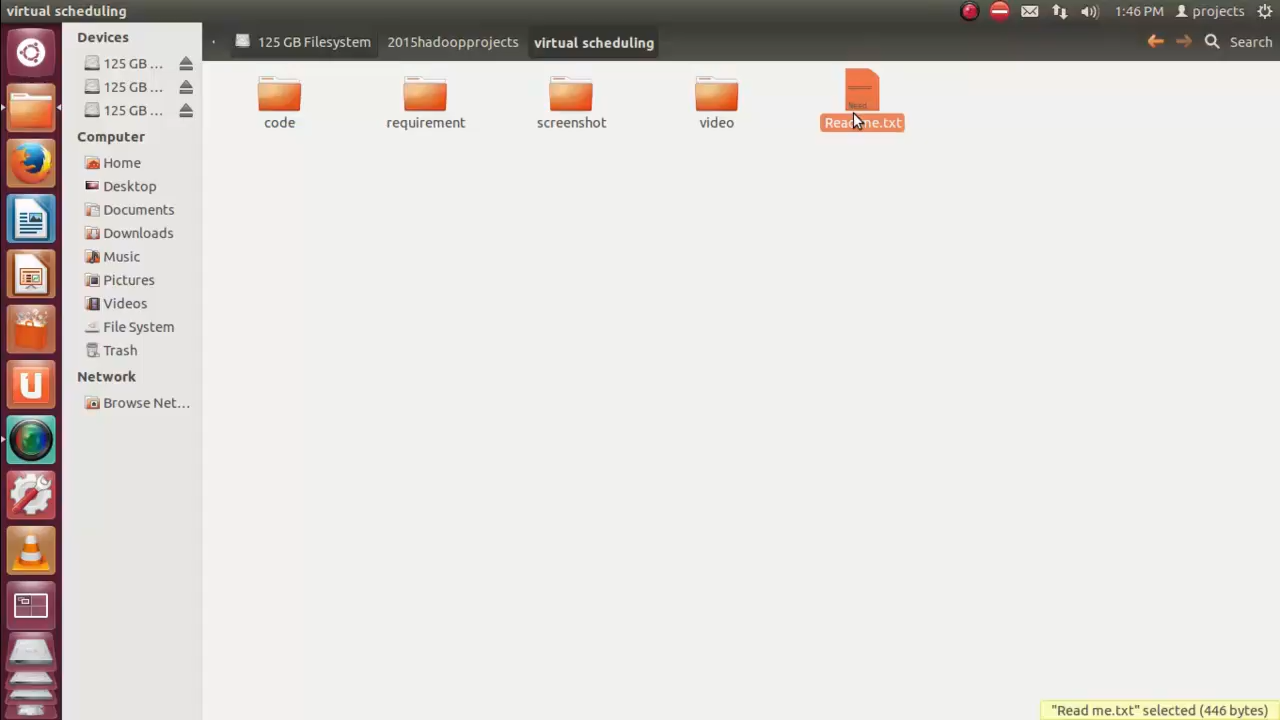 virtual scheduling
1:46 PM
projects
Devices
125 GB ...
125 GB ...
125 GB ...
Computer
Home
Desktop
Documents
Downloads
Music
Pictures
Videos
File System
Trash
Network
Browse Net...
125 GB Filesystem
2015hadoopprojects
virtual scheduling
Search
code
requirement
screenshot
video
Read me.txt
"Read me.txt" selected (446 bytes)